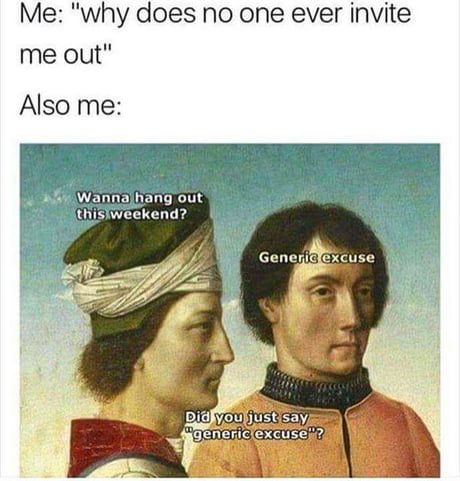 Me: "why does no one ever invite
me out"
Also me:
Wanna hang out
this weekend?
Generic excuse
Did you just say
"generic excuse"?